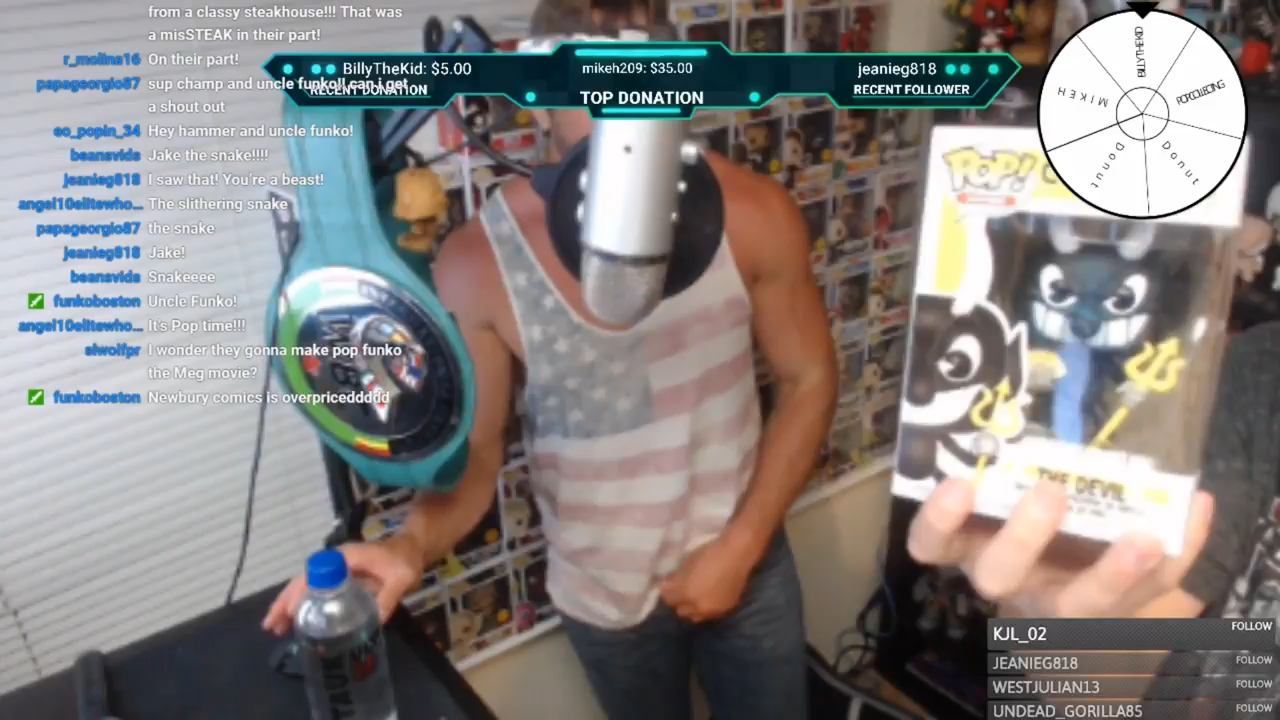 from a classy steakhouse!!! That was
a misSTEAK in their part!
r_molina16 On their part!
papageorgio87 sup champ and uncle funko!! can i get
a shout out
eo_popin_34 Hey hammer and uncle funko!
beansvids Jake the snake!!!!
jeanieg818 I saw that! You're a beast!
angel10elitewho... The slithering snake
papageorgio87 the snake
jeanieg818 Jake!
beansvids Snakeeee
funkoboston Uncle Funko!
angel10elitewho... It's Pop time!!!
slwolfpr I wonder they gonna make pop funko
the Meg movie?
funkoboston Newbury comics is overpricedddddd
BillyTheKid: $5.00
RECENT DONATION
mikeh209: $35.00
TOP DONATION
jeanieg818
RECENT FOLLOWER
BILLYTHEKID
POPCOLLECING
Donut
Donut
MIKEH
POP!
THE DEVIL
KJL_02 FOLLOW
JEANIEG818 FOLLOW
WESTJULIAN13 FOLLOW
UNDEAD_GORILLA85 FOLLOW